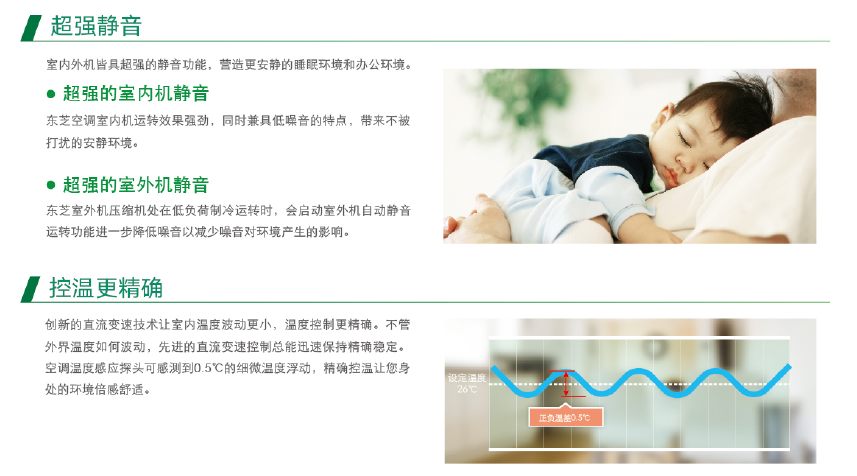 超强静音
室内外机皆具超强的静音功能，营造更安静的睡眠环境和办公环境。
● 超强的室内机静音
东芝空调室内机运转效果强劲，同时兼具低噪音的特点，带来不被
打扰的安静环境。
● 超强的室外机静音
东芝室外机压缩机处在低负荷制冷运转时，会启动室外机自动静音
运转功能进一步降低噪音以减少噪音对环境产生的影响。
控温更精确
创新的直流变速技术让室内温度波动更小，温度控制更精确。不管
外界温度如何波动，先进的直流变速控制总能迅速保持精确稳定。
空调温度感应探头可感测到0.5℃的细微温度浮动，精确控温让您身
处的环境倍感舒适。
设定温度
26℃
正负温差0.5℃